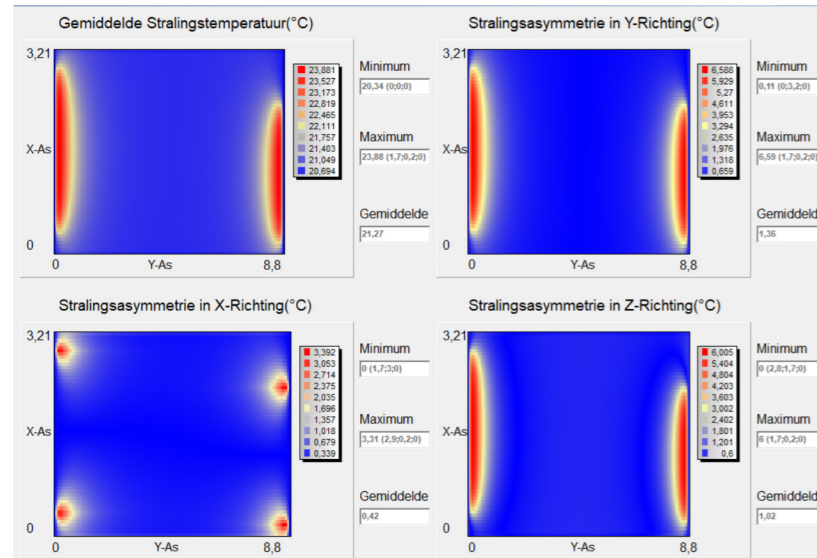 Gemiddelde Stralingstemperatuur(°C)
3,21
X-As
0
0
Y-As
8,8
23,881
23,527
23,173
22,819
22,465
22,111
21,757
21,403
21,049
20,694
Minimum
20,34 (0;0;0)
Maximum
23,88 (1,7;0,2;0)
Gemiddelde
21,27
Stralingsasymmetrie in Y-Richting(°C)
3,21
X-As
0
0
Y-As
8,8
6,588
5,929
5,27
4,611
3,953
3,294
2,635
1,976
1,318
0,659
Minimum
0,11 (0;3,2;0)
Maximum
6,59 (1,7;0,2;0)
Gemiddeld
1,36
Stralingsasymmetrie in X-Richting(°C)
3,21
X-As
0
0
Y-As
8,8
3,392
3,053
2,714
2,375
2,035
1,696
1,357
1,018
0,679
0,339
Minimum
0 (1,7;3;0)
Maximum
3,31 (2,9;0,2;0)
Gemiddelde
0,42
Stralingsasymmetrie in Z-Richting(°C)
3,21
X-As
0
0
Y-As
8,8
6,005
5,404
4,804
4,203
3,603
3,002
2,402
1,801
1,201
0,6
Minimum
0 (2,8;1,7;0)
Maximum
6 (1,7;0,2;0)
Gemiddeld
1,02